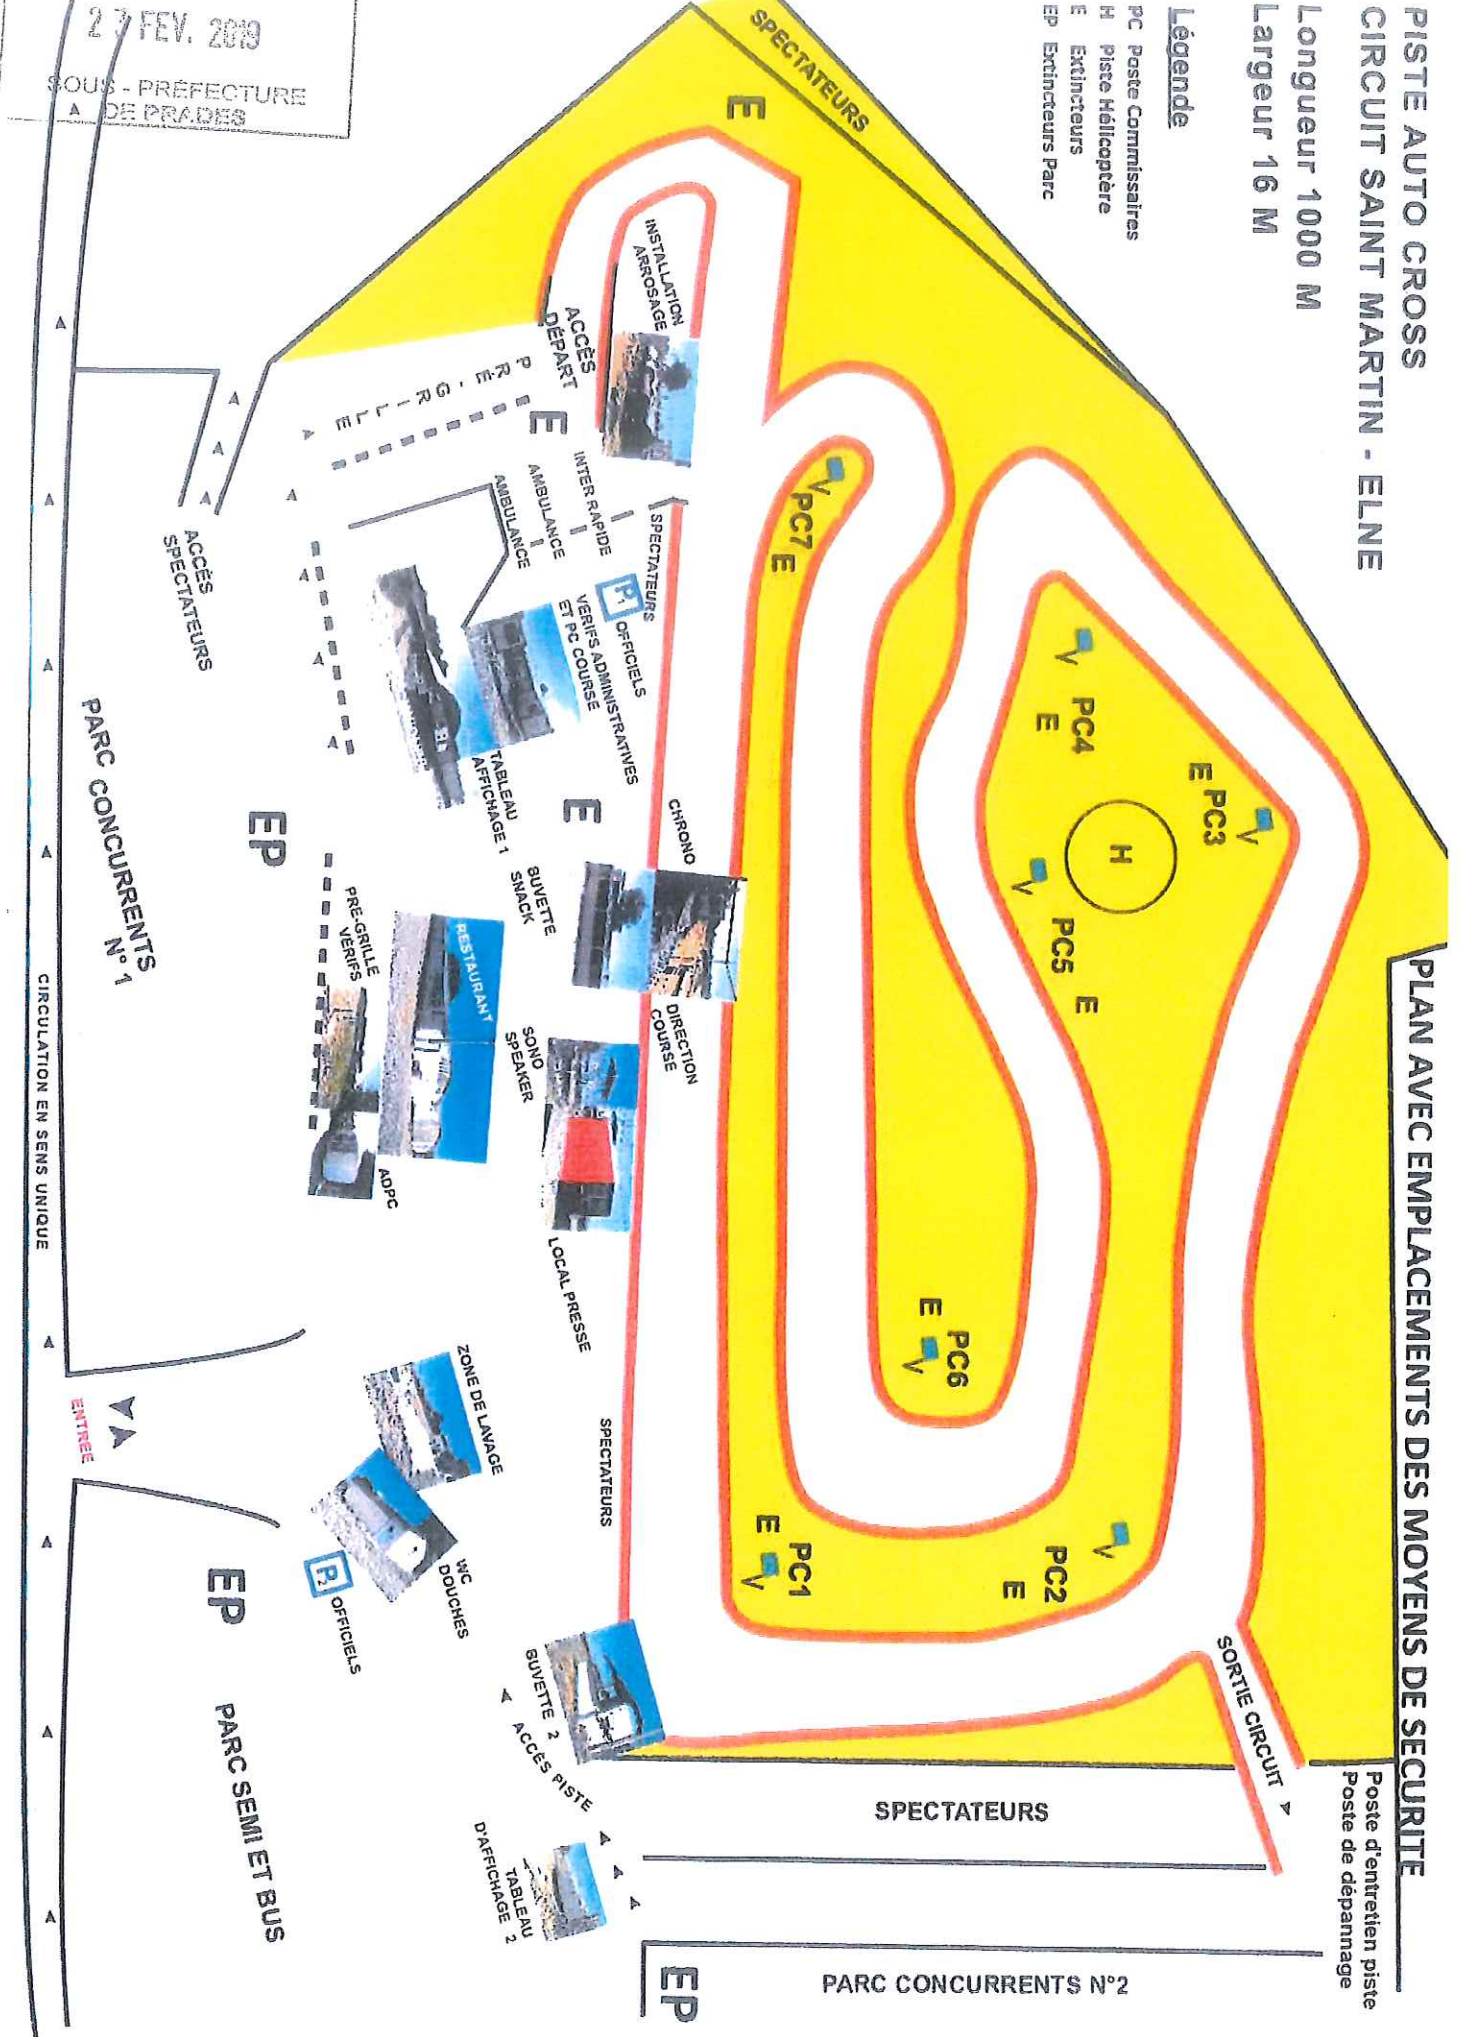 PISTE AUTO CROSS
CIRCUIT SAINT MARTIN - ELNE
Longueur 1000 M
Largeur 16 M
Légende
PC Poste Commissaires
H Piste Hélicoptère
E Extincteurs
EP Extincteurs Parc
PLAN AVEC EMPLACEMENTS DES MOYENS DE SECURITE
Poste d'entretien piste
Poste de dépannage
23 FEV. 2019
SOUS - PRÉFECTURE
DE PRADES
SPECTATEURS
E
INSTALLATION
ARROSAGE
ACCÈS
DÉPART
PRÉ-GRILLE
E
INTER RAPIDE
AMBULANCE
AMBULANCE
SPECTATEURS
P1 OFFICIELS
VERIFS ADMINISTRATIVES
ET PC COURSE
TABLEAU
AFFICHAGE 1
E
CHRONO
BUVETTE
SNACK
DIRECTION
COURSE
SONO
SPEAKER
LOCAL PRESSE
RESTAURANT
PRE-GRILLE
VÉRIFS
ADPC
EP
ACCÈS
SPECTATEURS
PARC CONCURRENTS
N° 1
CIRCULATION EN SENS UNIQUE
ENTREE
ZONE DE LAVAGE
WC
DOUCHES
P2 OFFICIELS
EP
PARC SEMI ET BUS
SPECTATEURS
BUVETTE 2
ACCÈS PISTE
TABLEAU
D'AFFICHAGE 2
PC7
E
PC4
E
E PC3
H
PC5
E
E PC6
E PC1
PC2
E
SORTIE CIRCUIT
SPECTATEURS
PARC CONCURRENTS N°2
EP